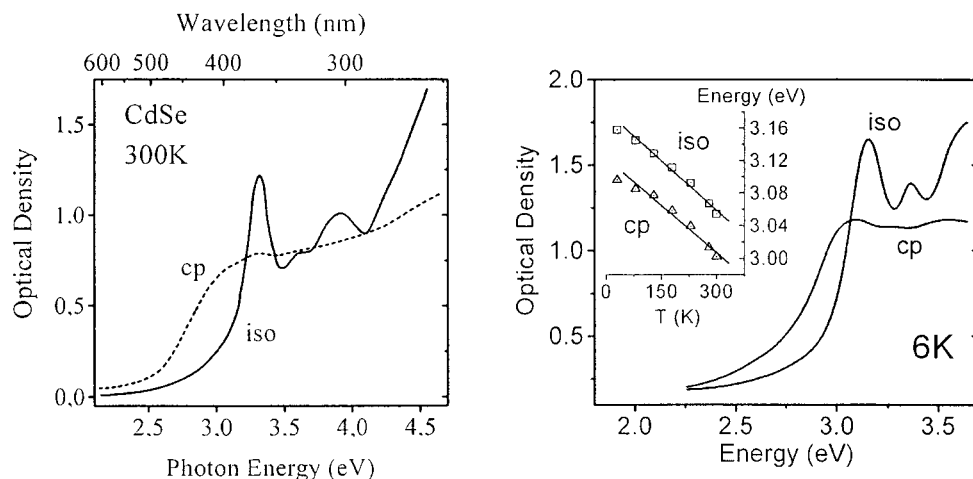 Wavelength (nm)
600 500 400 300
CdSe
300K
cp
iso
1.5
1.0
0.5
0.0
Optical Density
2.5 3.0 3.5 4.0 4.5
Photon Energy (eV)
2.0
1.5
1.0
0.5
Optical Density
Energy (eV)
iso
cp
3.16
3.12
3.08
3.04
3.00
0 150 300
T (K)
iso
cp
6K
2.0 2.5 3.0 3.5
Energy (eV)